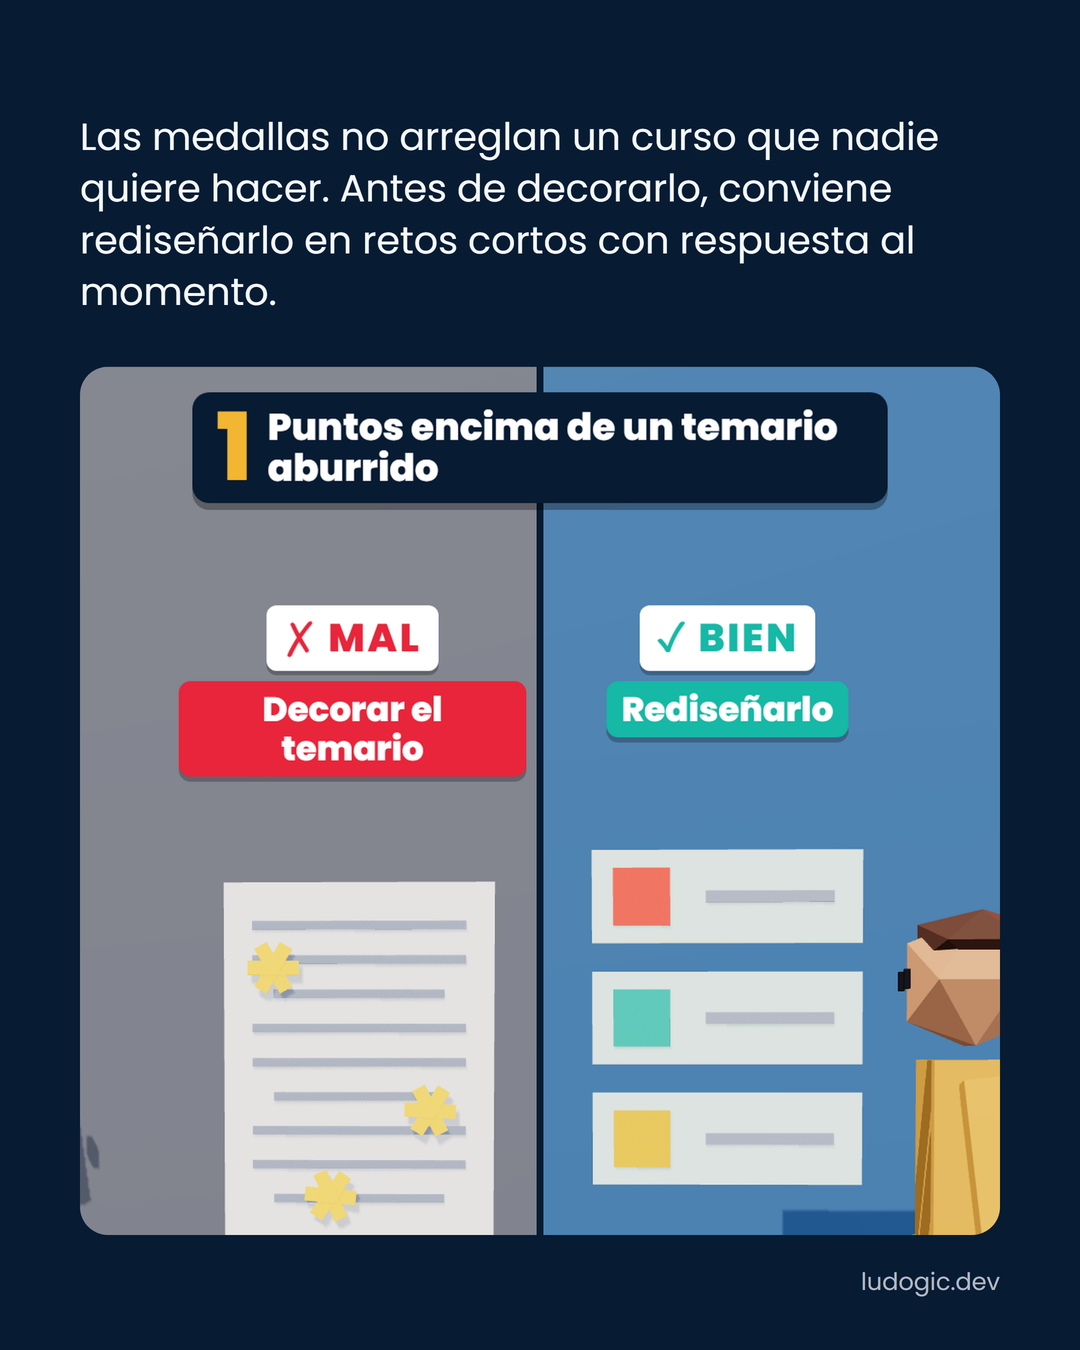 Las medallas no arreglan un curso que nadie
quiere hacer. Antes de decorarlo, conviene
rediseñarlo en retos cortos con respuesta al
momento.
1 Puntos encima de un temario
aburrido
✗ MAL
Decorar el
temario
✓ BIEN
Rediseñarlo
ludogic.dev